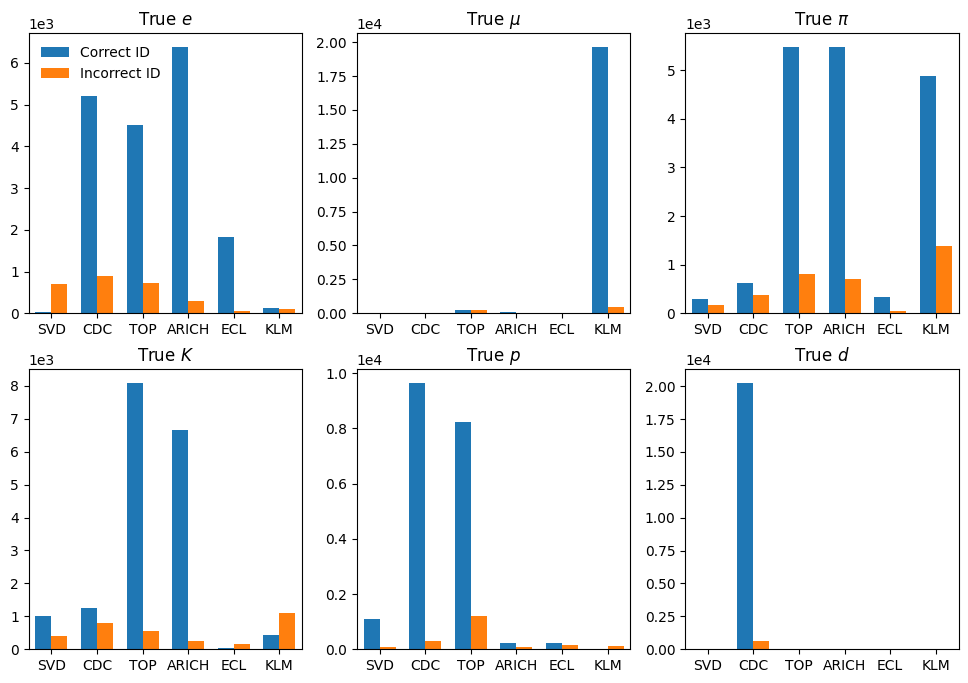 True e
True μ
True π
1e3
1e4
1e3
Correct ID
Incorrect ID
6
5
4
3
2
1
0
SVD CDC TOP ARICH ECL KLM
2.00
1.75
1.50
1.25
1.00
0.75
0.50
0.25
0.00
SVD CDC TOP ARICH ECL KLM
5
4
3
2
1
0
SVD CDC TOP ARICH ECL KLM
True K
True p
True d
1e3
1e4
1e4
8
7
6
5
4
3
2
1
0
SVD CDC TOP ARICH ECL KLM
1.0
0.8
0.6
0.4
0.2
0.0
SVD CDC TOP ARICH ECL KLM
2.00
1.75
1.50
1.25
1.00
0.75
0.50
0.25
0.00
SVD CDC TOP ARICH ECL KLM